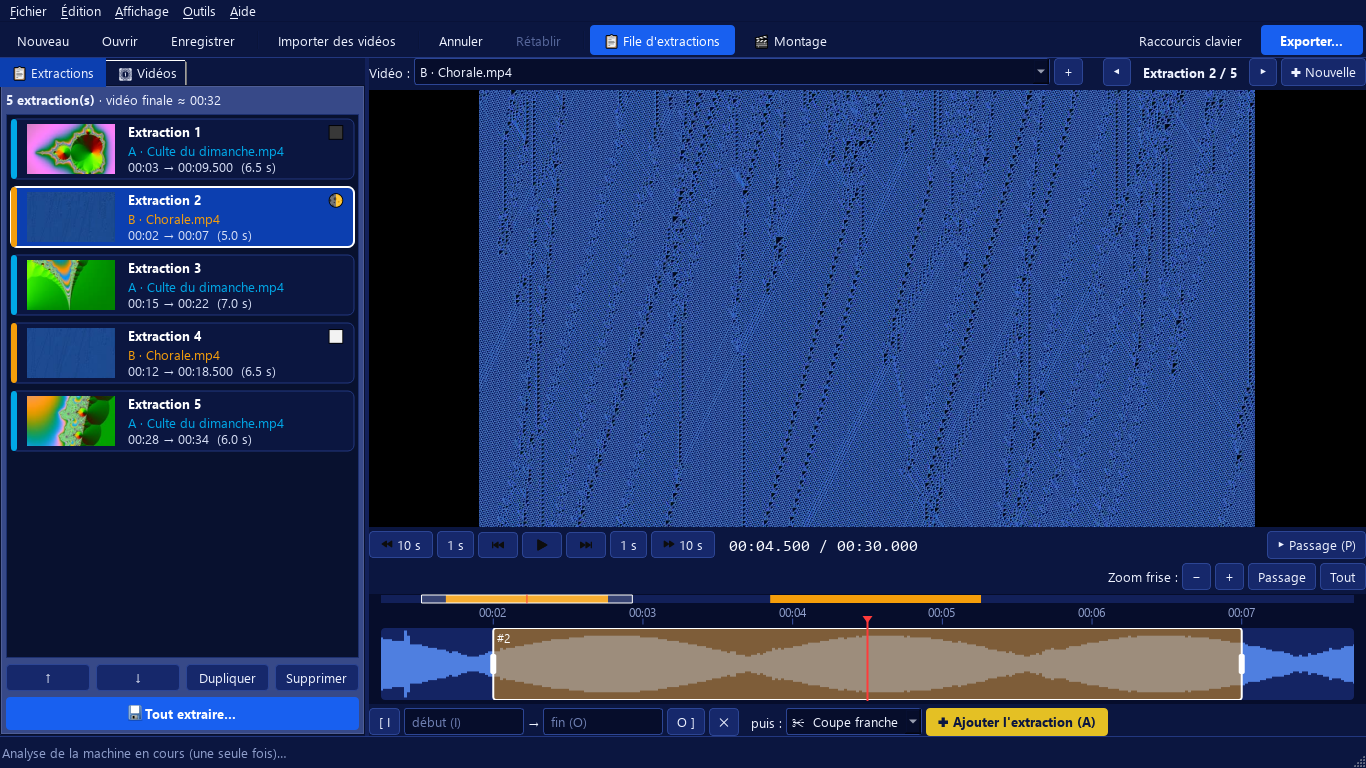 Fichier Édition Affichage Outils Aide
Nouveau Ouvrir Enregistrer Importer des vidéos Annuler Rétablir File d'extractions Montage Raccourcis clavier Exporter...
Extractions Vidéos
Vidéo : B · Chorale.mp4 + Extraction 2 / 5 Nouvelle
5 extraction(s) · vidéo finale ≈ 00:32
Extraction 1
A · Culte du dimanche.mp4
00:03 → 00:09.500 (6.5 s)
Extraction 2
B · Chorale.mp4
00:02 → 00:07 (5.0 s)
Extraction 3
A · Culte du dimanche.mp4
00:15 → 00:22 (7.0 s)
Extraction 4
B · Chorale.mp4
00:12 → 00:18.500 (6.5 s)
Extraction 5
A · Culte du dimanche.mp4
00:28 → 00:34 (6.0 s)
10 s 1 s 1 s 10 s 00:04.500 / 00:30.000 Passage (P)
Zoom frise : − + Passage Tout
00:02 00:03 00:04 00:05 00:06 00:07
#2
↑ ↓ Dupliquer Supprimer
Tout extraire...
[ I début (I) → fin (O) O ] × puis : Coupe franche Ajouter l'extraction (A)
Analyse de la machine en cours (une seule fois)...